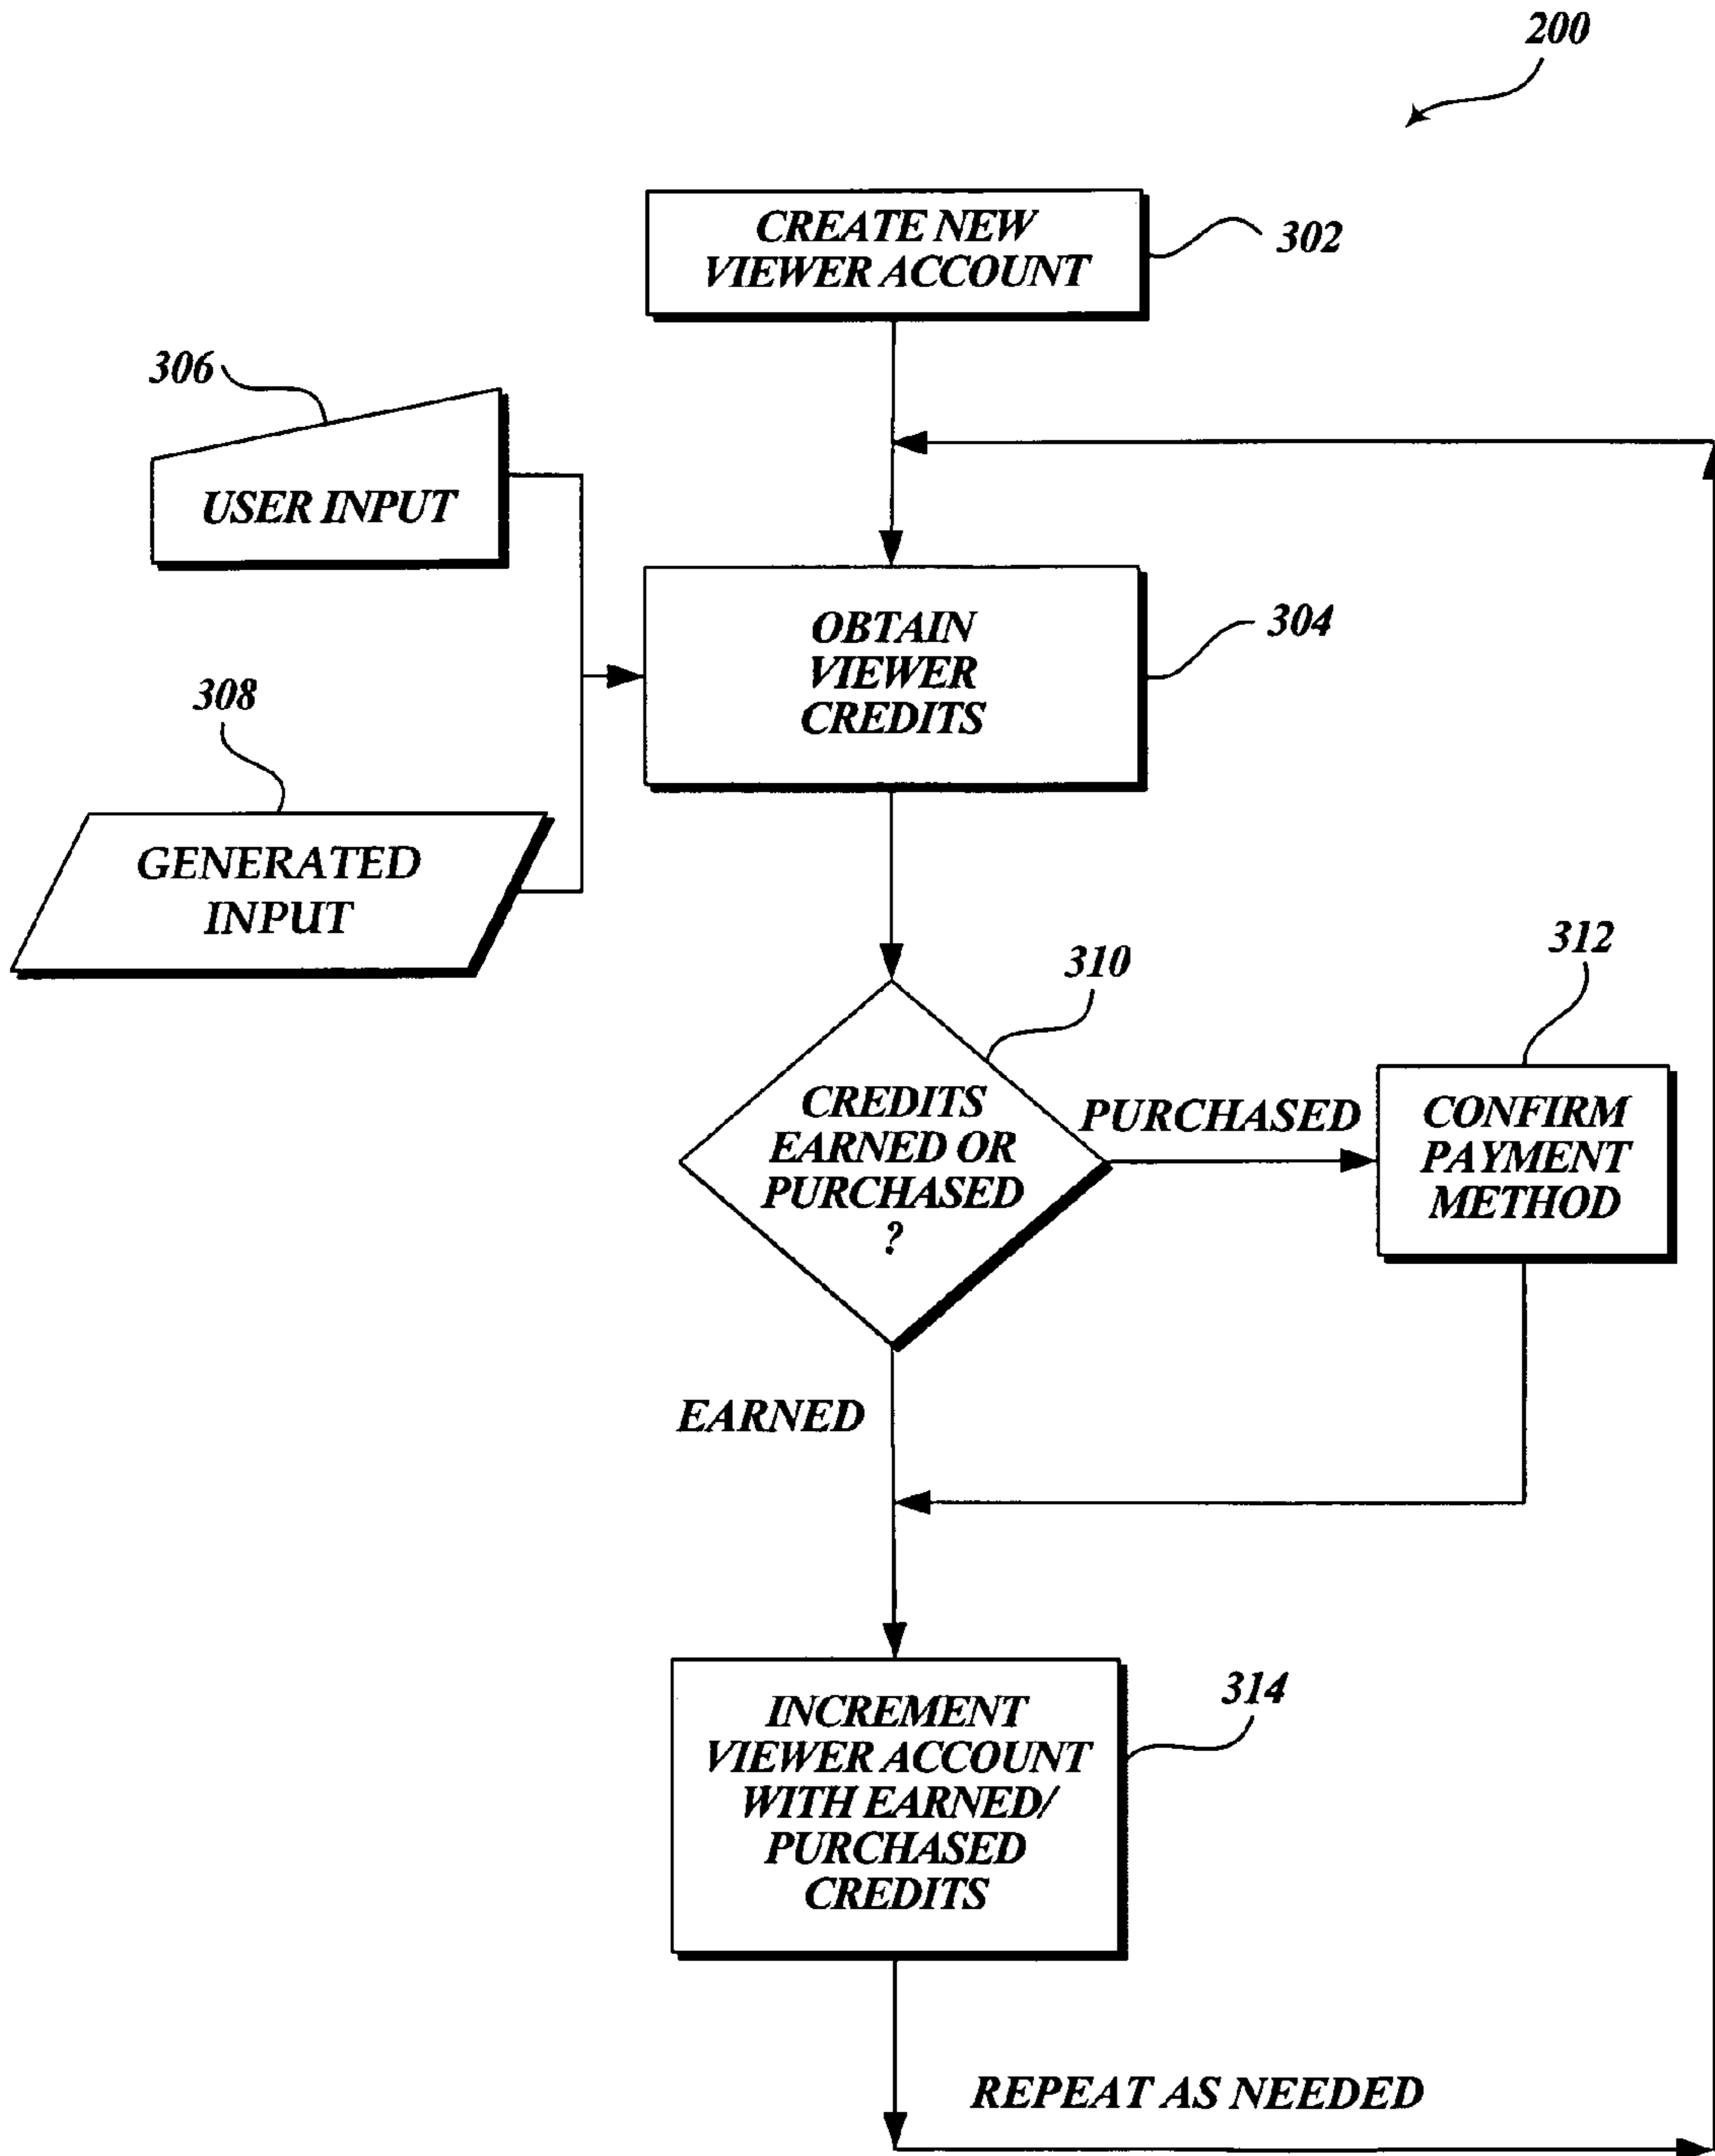 200
CREATE NEW
VIEWER ACCOUNT
302
306
USER INPUT
OBTAIN
VIEWER
CREDITS
304
308
GENERATED
INPUT
310
312
CREDITS
EARNED OR
PURCHASED
?
PURCHASED
CONFIRM
PAYMENT
METHOD
EARNED
INCREMENT
VIEWER ACCOUNT
WITH EARNED/
PURCHASED
CREDITS
314
REPEAT AS NEEDED